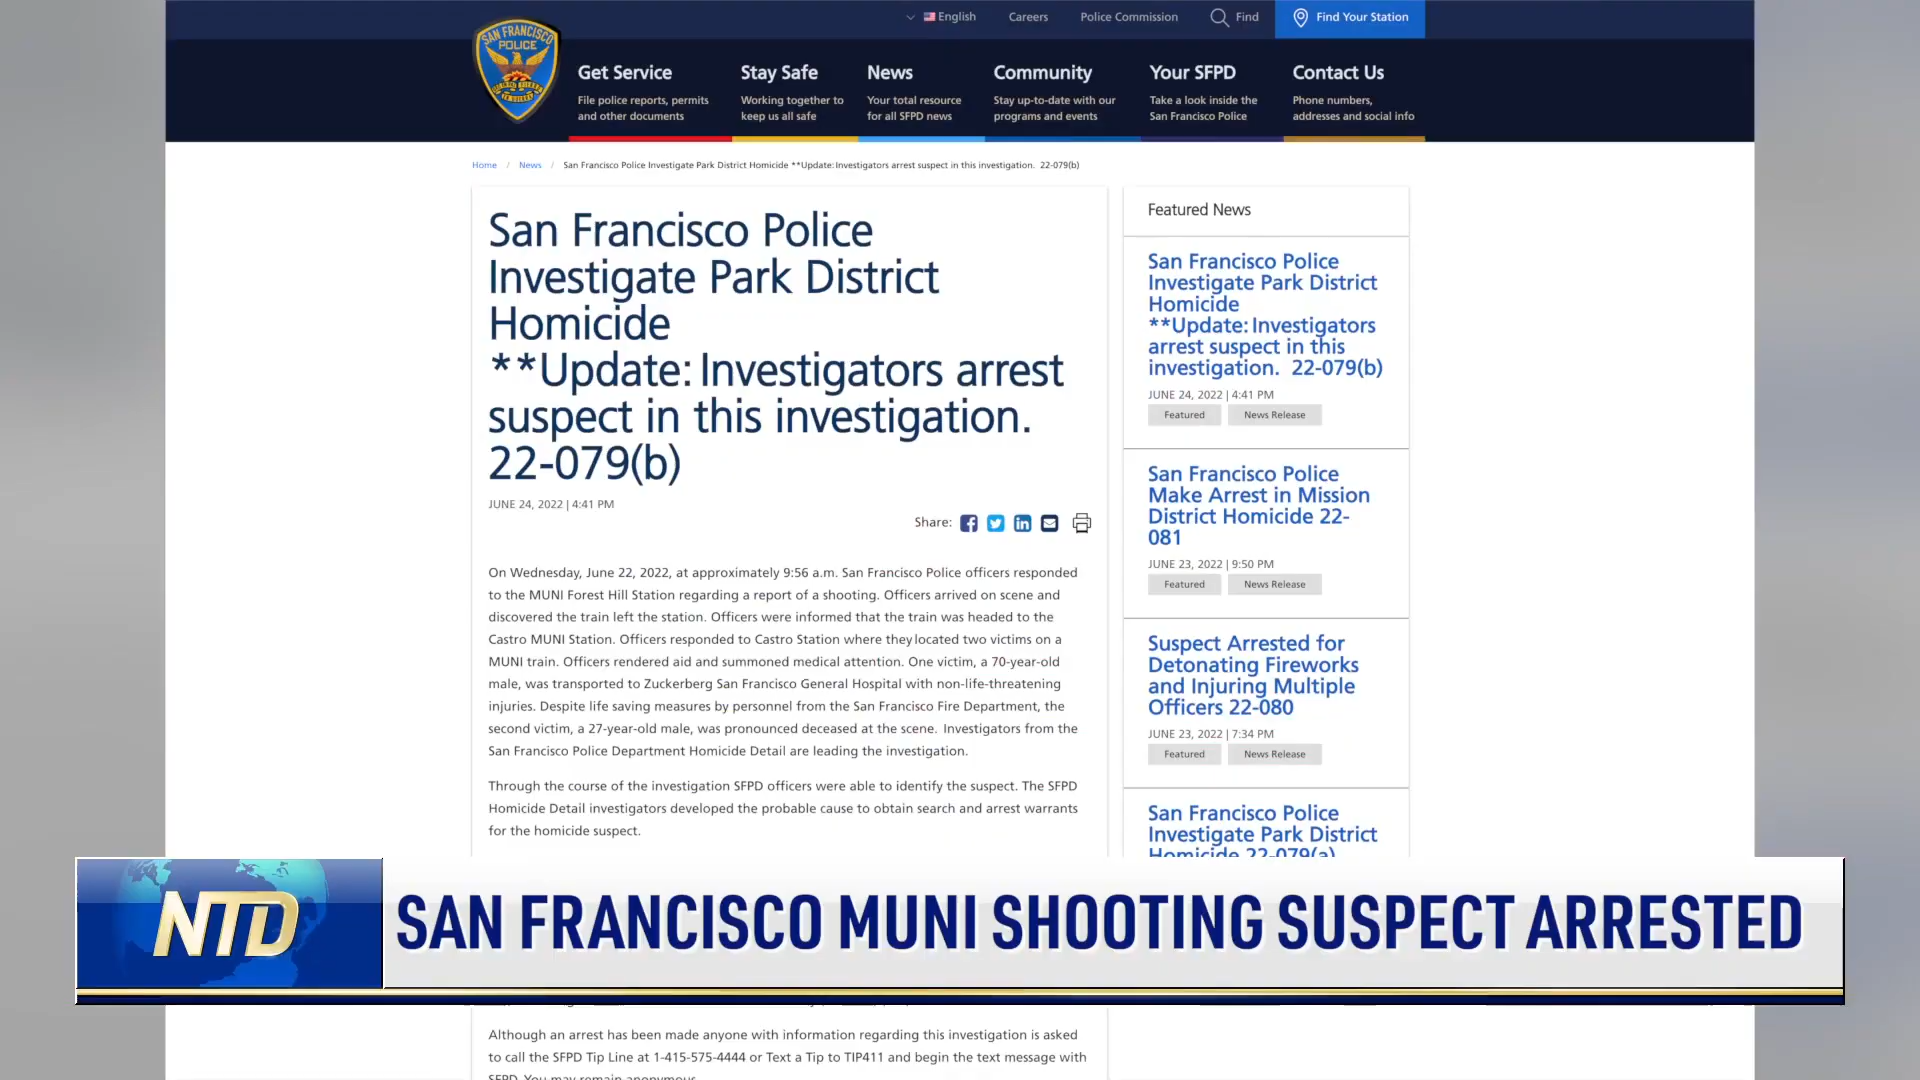 English
Careers
Police Commission
Find
Find Your Station
SAN FRANCISCO
POLICE
Get Service
File police reports, permits
and other documents
Stay Safe
Working together to
keep us all safe
News
Your total resource
for all SFPD news
Community
Stay up-to-date with our
programs and events
Your SFPD
Take a look inside the
San Francisco Police
Contact Us
Phone numbers,
addresses and social info
Home / News / San Francisco Police Investigate Park District Homicide **Update: Investigators arrest suspect in this investigation. 22-079(b)
San Francisco Police
Investigate Park District
Homicide
**Update: Investigators arrest
suspect in this investigation.
22-079(b)
JUNE 24, 2022 | 4:41 PM
Share:
On Wednesday, June 22, 2022, at approximately 9:56 a.m. San Francisco Police officers responded
to the MUNI Forest Hill Station regarding a report of a shooting. Officers arrived on scene and
discovered the train left the station. Officers were informed that the train was headed to the
Castro MUNI Station. Officers responded to Castro Station where they located two victims on a
MUNI train. Officers rendered aid and summoned medical attention. One victim, a 70-year-old
male, was transported to Zuckerberg San Francisco General Hospital with non-life-threatening
injuries. Despite life saving measures by personnel from the San Francisco Fire Department, the
second victim, a 27-year-old male, was pronounced deceased at the scene. Investigators from the
San Francisco Police Department Homicide Detail are leading the investigation.
Through the course of the investigation SFPD officers were able to identify the suspect. The SFPD
Homicide Detail investigators developed the probable cause to obtain search and arrest warrants
for the homicide suspect.
Featured News
San Francisco Police
Investigate Park District
Homicide
**Update: Investigators
arrest suspect in this
investigation. 22-079(b)
JUNE 24, 2022 | 4:41 PM
Featured
News Release
San Francisco Police
Make Arrest in Mission
District Homicide 22-
081
JUNE 23, 2022 | 9:50 PM
Featured
News Release
Suspect Arrested for
Detonating Fireworks
and Injuring Multiple
Officers 22-080
JUNE 23, 2022 | 7:34 PM
Featured
News Release
San Francisco Police
Investigate Park District
Homicide 22-079(a)
NTD
SAN FRANCISCO MUNI SHOOTING SUSPECT ARRESTED
Although an arrest has been made anyone with information regarding this investigation is asked
to call the SFPD Tip Line at 1-415-575-4444 or Text a Tip to TIP411 and begin the text message with
SFPD. You may remain anonymous.